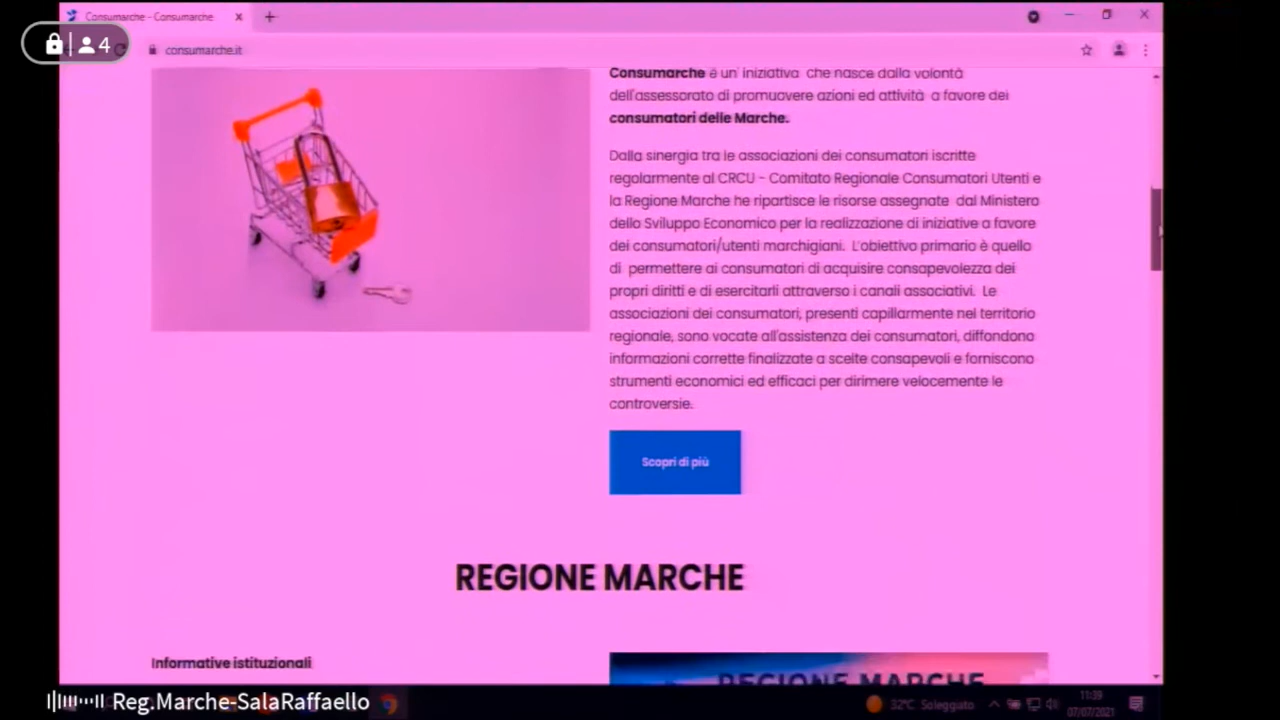 Consumarche - Consumarche
4
consumarche.it
Consumarche è un' iniziativa che nasce dalla volontà
dell'assessorato di promuovere azioni ed attività a favore dei
consumatori delle Marche.
Dalla sinergia tra le associazioni dei consumatori iscritte
regolarmente al CRCU - Comitato Regionale Consumatori Utenti e
la Regione Marche he ripartisce le risorse assegnate dal Ministero
dello Sviluppo Economico per la realizzazione di iniziative a favore
dei consumatori/utenti marchigiani. L'obiettivo primario è quello
di permettere ai consumatori di acquisire consapevolezza dei
propri diritti e di esercitarli attraverso i canali associativi. Le
associazioni dei consumatori, presenti capillarmente nel territorio
regionale, sono vocate all'assistenza dei consumatori, diffondono
informazioni corrette finalizzate a scelte consapevoli e forniscono
strumenti economici ed efficaci per dirimere velocemente le
controversie.
Scopri di più
REGIONE MARCHE
Informative istituzionali
REGIONE MARCHE
Reg.Marche-SalaRaffaello
32°C Soleggiato
11:39
07/07/2021